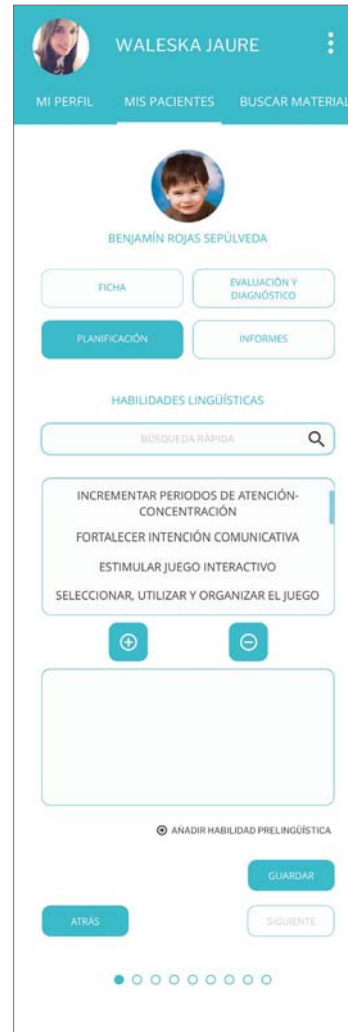 WALESKA JAURE
MI PERFIL MIS PACIENTES BUSCAR MATERIAL
BENJAMÍN ROJAS SEPÚLVEDA
FICHA
EVALUACIÓN Y
DIAGNÓSTICO
PLANIFICACIÓN
INFORMES
HABILIDADES LINGÜÍSTICAS
BÚSQUEDA RÁPIDA
INCREMENTAR PERIODOS DE ATENCIÓN-
CONCENTRACIÓN
FORTALECER INTENCIÓN COMUNICATIVA
ESTIMULAR JUEGO INTERACTIVO
SELECCIONAR, UTILIZAR Y ORGANIZAR EL JUEGO
AÑADIR HABILIDAD PRELINGÜÍSTICA
GUARDAR
ATRÁS
SIGUIENTE